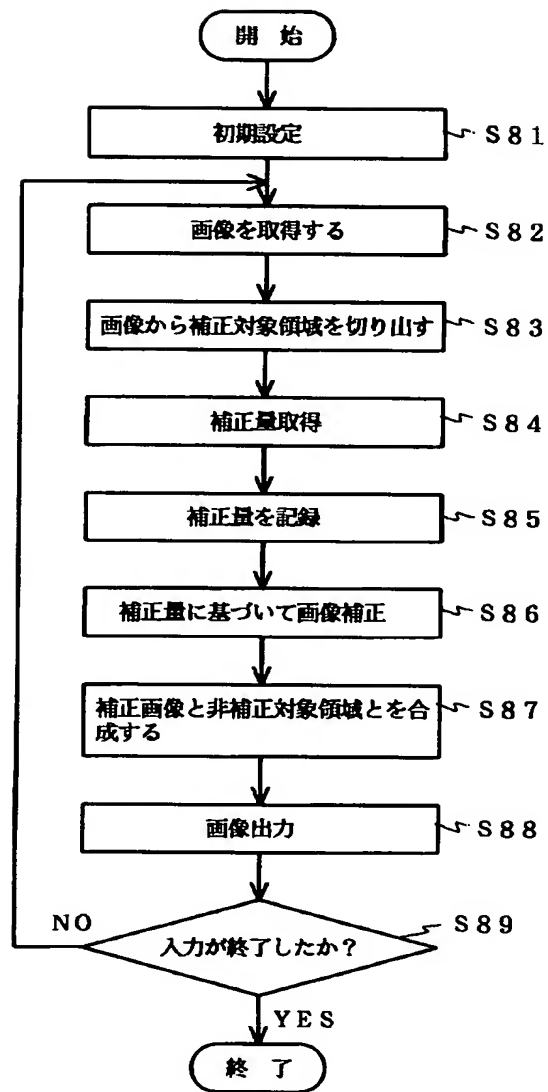 開 始
初期設定
S81
画像を取得する
S82
画像から補正対象領域を切り出す
S83
補正量取得
S84
補正量を記録
S85
補正量に基づいて画像補正
S86
補正画像と非補正対象領域とを合
成する
S87
画像出力
S88
入力が終了したか？
S89
NO
YES
終 了